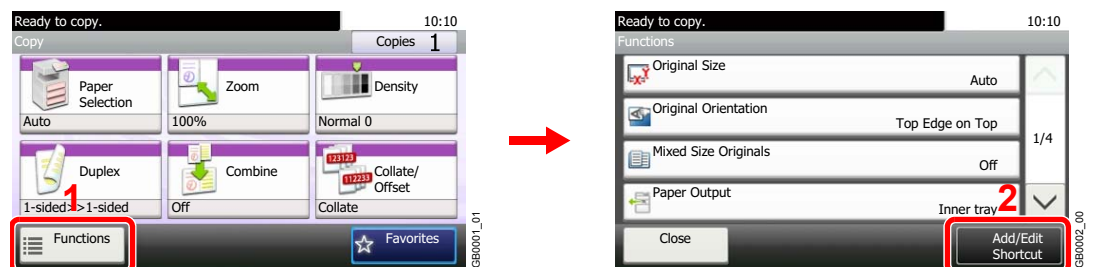 Ready to copy.
10:10
Copy
Copies 1
Paper
Selection
Auto
Zoom
100%
Density
Normal 0
Duplex
1-sided>>1-sided
Combine
Off
Collate/
Offset
Collate
1
Functions
Favorites
GB0001_01
Ready to copy.
10:10
Functions
Original Size
Auto
Original Orientation
Top Edge on Top
1/4
Mixed Size Originals
Off
Paper Output
Inner tray
2
Close
Add/Edit
Shortcut
GB0002_00